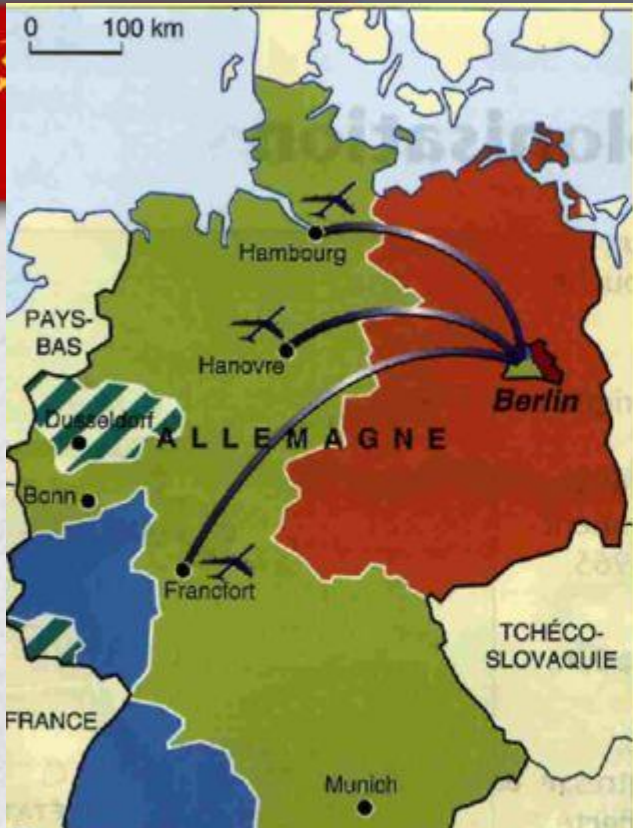 0 100 km
Hambourg
PAYS-
BAS
Hanovre
Berlin
Dusseldorf
ALLEMAGNE
Bonn
Francfort
TCHÉCO-
SLOVAQUIE
FRANCE
Munich